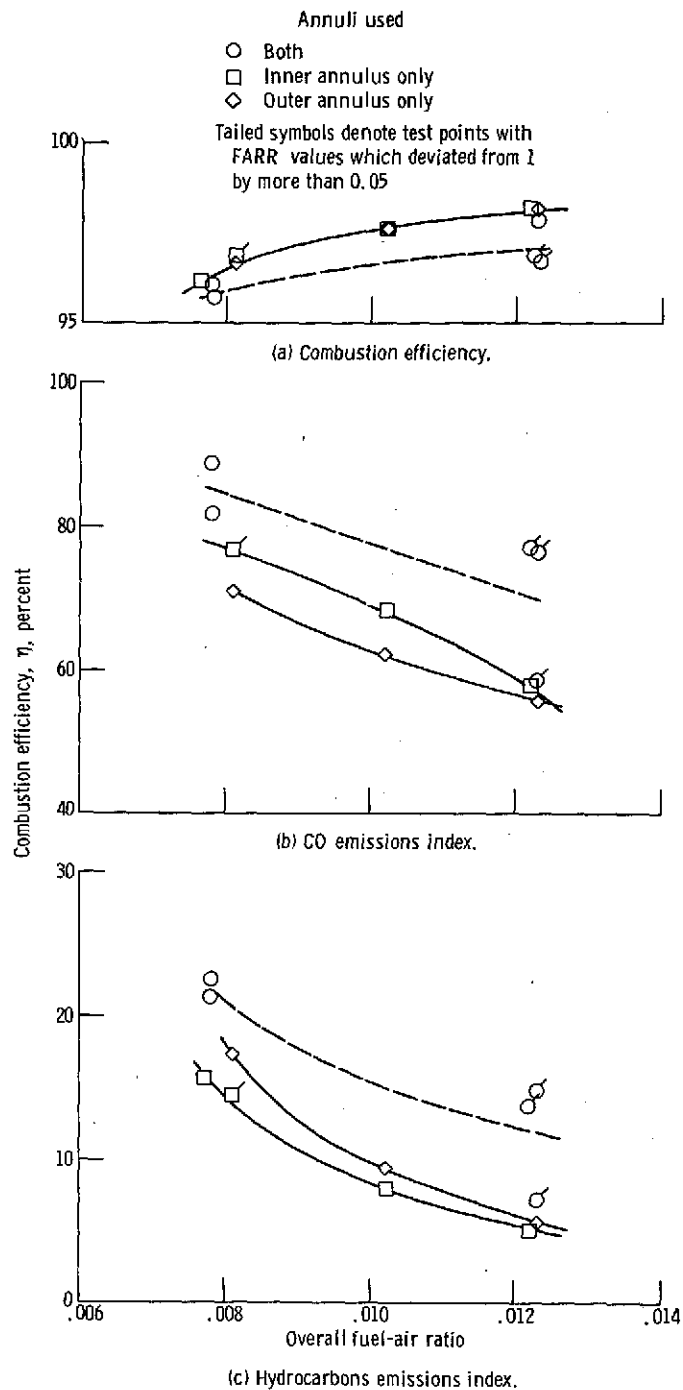 Annuli used
Both
Inner annulus only
Outer annulus only
Tailed symbols denote test points with
FARR values which deviated from 1
by more than 0.05
100
95
(a) Combustion efficiency.
100
80
60
40
Combustion efficiency, η, percent
(b) CO emissions index.
30
20
10
0
.006 .008 .010 .012 .014
Overall fuel-air ratio
(c) Hydrocarbons emissions index.